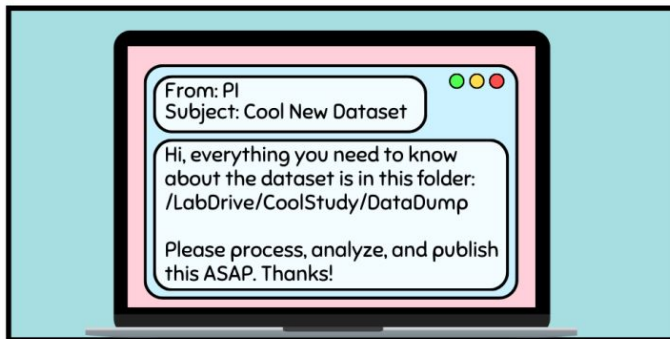 From: PI
Subject: Cool New Dataset
Hi, everything you need to know
about the dataset is in this folder:
/LabDrive/CoolStudy/DataDump
Please process, analyze, and publish
this ASAP. Thanks!